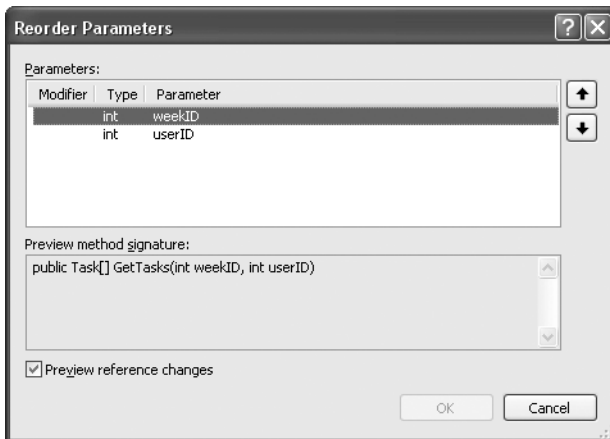 Reorder Parameters
Parameters:
Modifier Type Parameter
int weekID
int userID
Preview method signature:
public Task[] GetTasks(int weekID, int userID)
Preview reference changes
OK Cancel